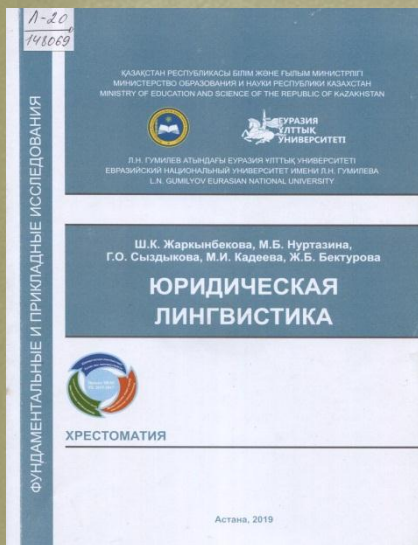 Л-20
148069
ҚАЗАҚСТАН РЕСПУБЛИКАСЫ БІЛІМ ЖӘНЕ ҒЫЛЫМ МИНИСТРЛІГІ
МИНИСТЕРСТВО ОБРАЗОВАНИЯ И НАУКИ РЕСПУБЛИКИ КАЗАХСТАН
MINISTRY OF EDUCATION AND SCIENCE OF THE REPUBLIC OF KAZAKHSTAN
ЕУРАЗИЯ
ҰЛТТЫҚ
УНИВЕРСИТЕТІ
Л.Н. ГУМИЛЕВ АТЫНДАҒЫ ЕУРАЗИЯ ҰЛТТЫҚ УНИВЕРСИТЕТІ
ЕВРАЗИЙСКИЙ НАЦИОНАЛЬНЫЙ УНИВЕРСИТЕТ ИМЕНИ Л.Н. ГУМИЛЕВА
L.N. GUMILYOV EURASIAN NATIONAL UNIVERSITY
ФУНДАМЕНТАЛЬНЫЕ И ПРИКЛАДНЫЕ ИССЛЕДОВАНИЯ
Ш.К. Жаркынбекова, М.Б. Нуртазина,
Г.О. Сыздыкова, М.И. Кадеева, Ж.Б. Бектурова
ЮРИДИЧЕСКАЯ
ЛИНГВИСТИКА
ХРЕСТОМАТИЯ
Астана, 2019